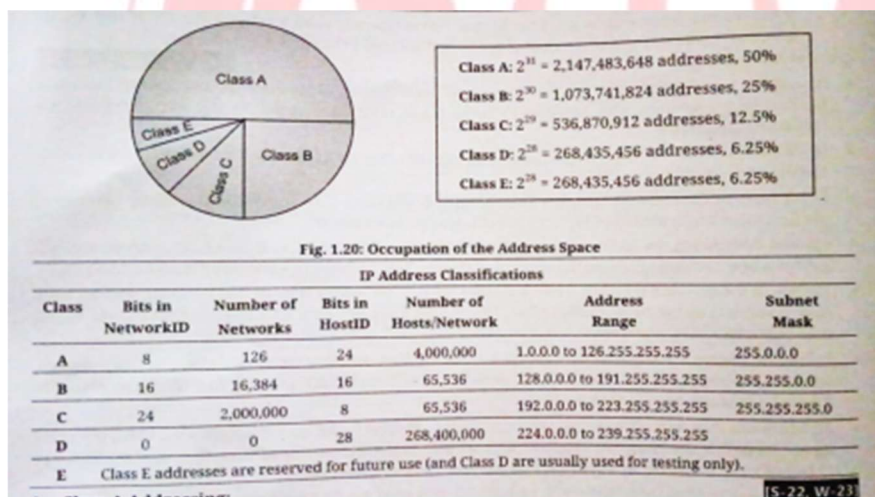 Class A
Class E
Class D
Class C
Class B
Class A: 2³¹ = 2,147,483,648 addresses, 50%
Class B: 2³⁰ = 1,073,741,824 addresses, 25%
Class C: 2²⁹ = 536,870,912 addresses, 12.5%
Class D: 2²⁸ = 268,435,456 addresses, 6.25%
Class E: 2²⁸ = 268,435,456 addresses, 6.25%
Fig. 1.20: Occupation of the Address Space
IP Address Classifications
Class Bits in Number of Bits in Number of Address Subnet
NetworkID Networks HostID Hosts/Network Range Mask
A 8 126 24 4,000,000 1.0.0.0 to 126.255.255.255 255.0.0.0
B 16 16,384 16 65,536 128.0.0.0 to 191.255.255.255 255.255.0.0
C 24 2,000,000 8 65,536 192.0.0.0 to 223.255.255.255 255.255.255.0
D 0 0 28 268,400,000 224.0.0.0 to 239.255.255.255
E Class E addresses are reserved for future use (and Class D are usually used for testing only).
[S-22, W-23]